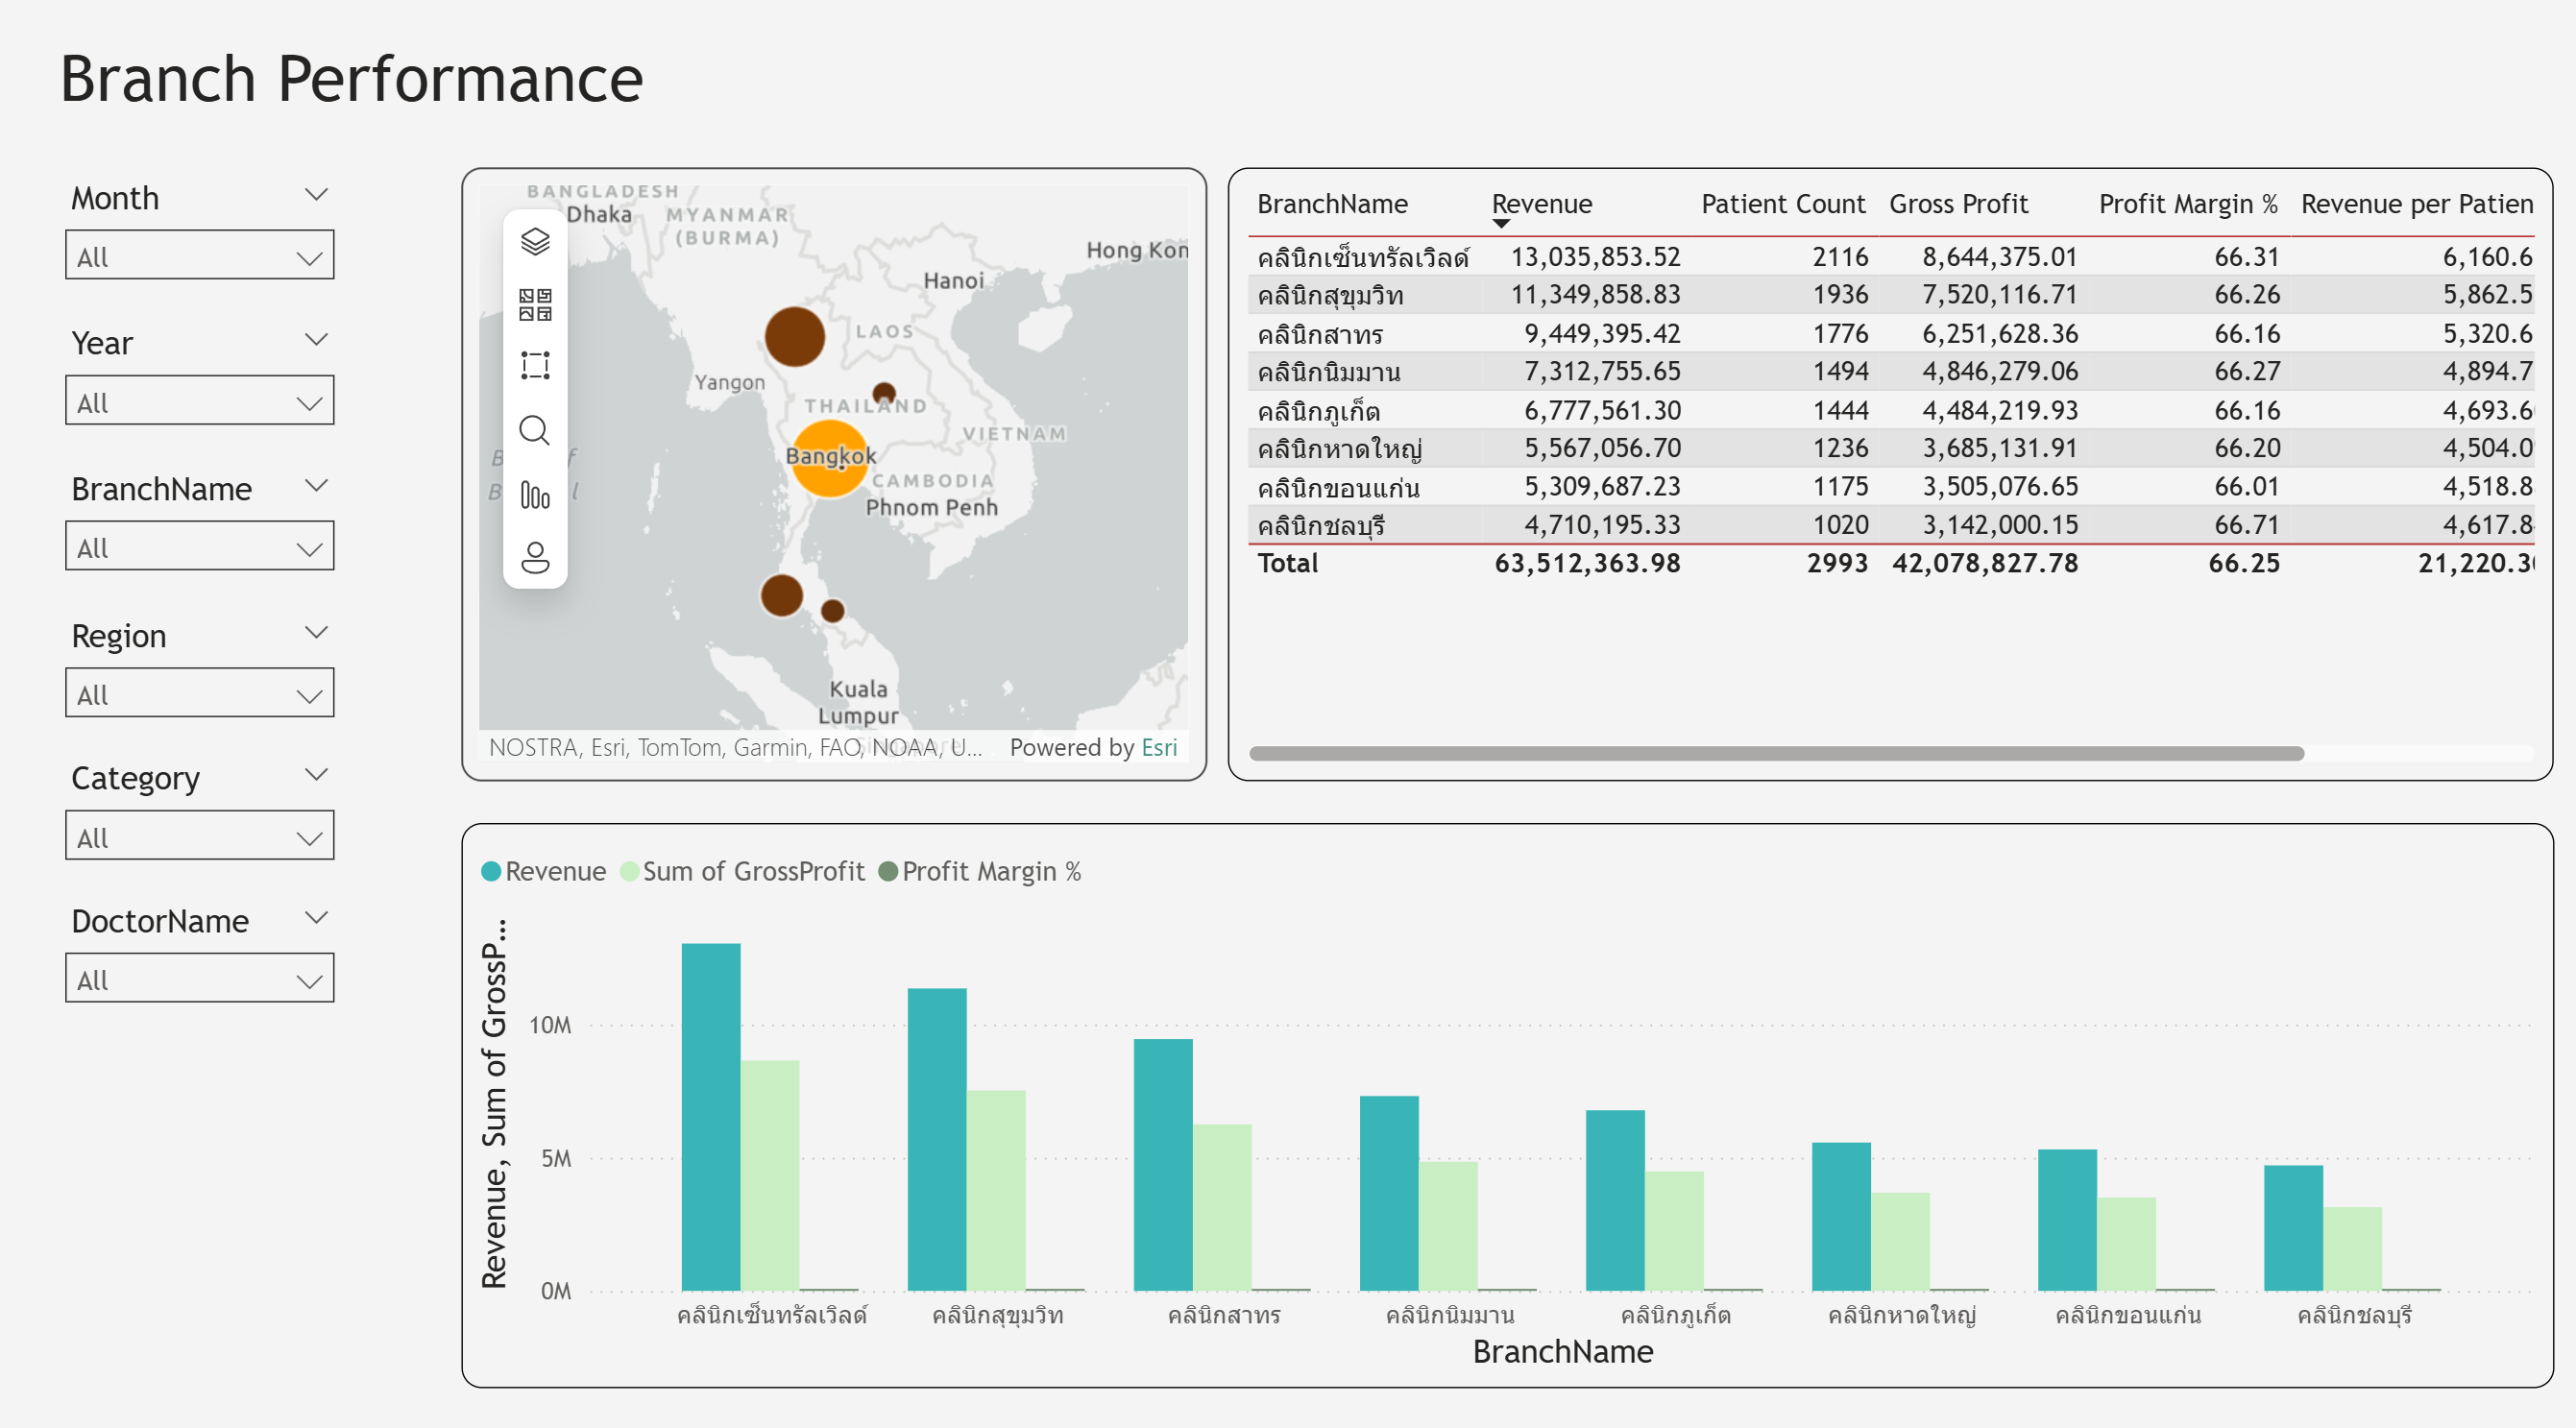 Branch Performance
Month
All
Year
All
BranchName
All
Region
All
Category
All
DoctorName
All
BANGLADESH
Dhaka
MYANMAR
(BURMA)
Hong Kon
Hanoi
LAOS
Yangon
THAILAND
VIETNAM
Bangkok
CAMBODIA
Phnom Penh
Kuala
Lumpur
NOSTRA, Esri, TomTom, Garmin, FAO, NOAA, U... Powered by Esri
BranchName Revenue Patient Count Gross Profit Profit Margin % Revenue per Patien
คลินิกเซ็นทรัลเวิลด์ 13,035,853.52 2116 8,644,375.01 66.31 6,160.6
คลินิกสุขุมวิท 11,349,858.83 1936 7,520,116.71 66.26 5,862.5
คลินิกสาทร 9,449,395.42 1776 6,251,628.36 66.16 5,320.6
คลินิกนิมมาน 7,312,755.65 1494 4,846,279.06 66.27 4,894.7
คลินิกภูเก็ต 6,777,561.30 1444 4,484,219.93 66.16 4,693.6
คลินิกหาดใหญ่ 5,567,056.70 1236 3,685,131.91 66.20 4,504.0
คลินิกขอนแก่น 5,309,687.23 1175 3,505,076.65 66.01 4,518.8
คลินิกชลบุรี 4,710,195.33 1020 3,142,000.15 66.71 4,617.8
Total 63,512,363.98 2993 42,078,827.78 66.25 21,220.3
Revenue Sum of GrossProfit Profit Margin %
Revenue, Sum of GrossP...
10M
5M
0M
คลินิกเซ็นทรัลเวิลด์ คลินิกสุขุมวิท คลินิกสาทร คลินิกนิมมาน คลินิกภูเก็ต คลินิกหาดใหญ่ คลินิกขอนแก่น คลินิกชลบุรี
BranchName